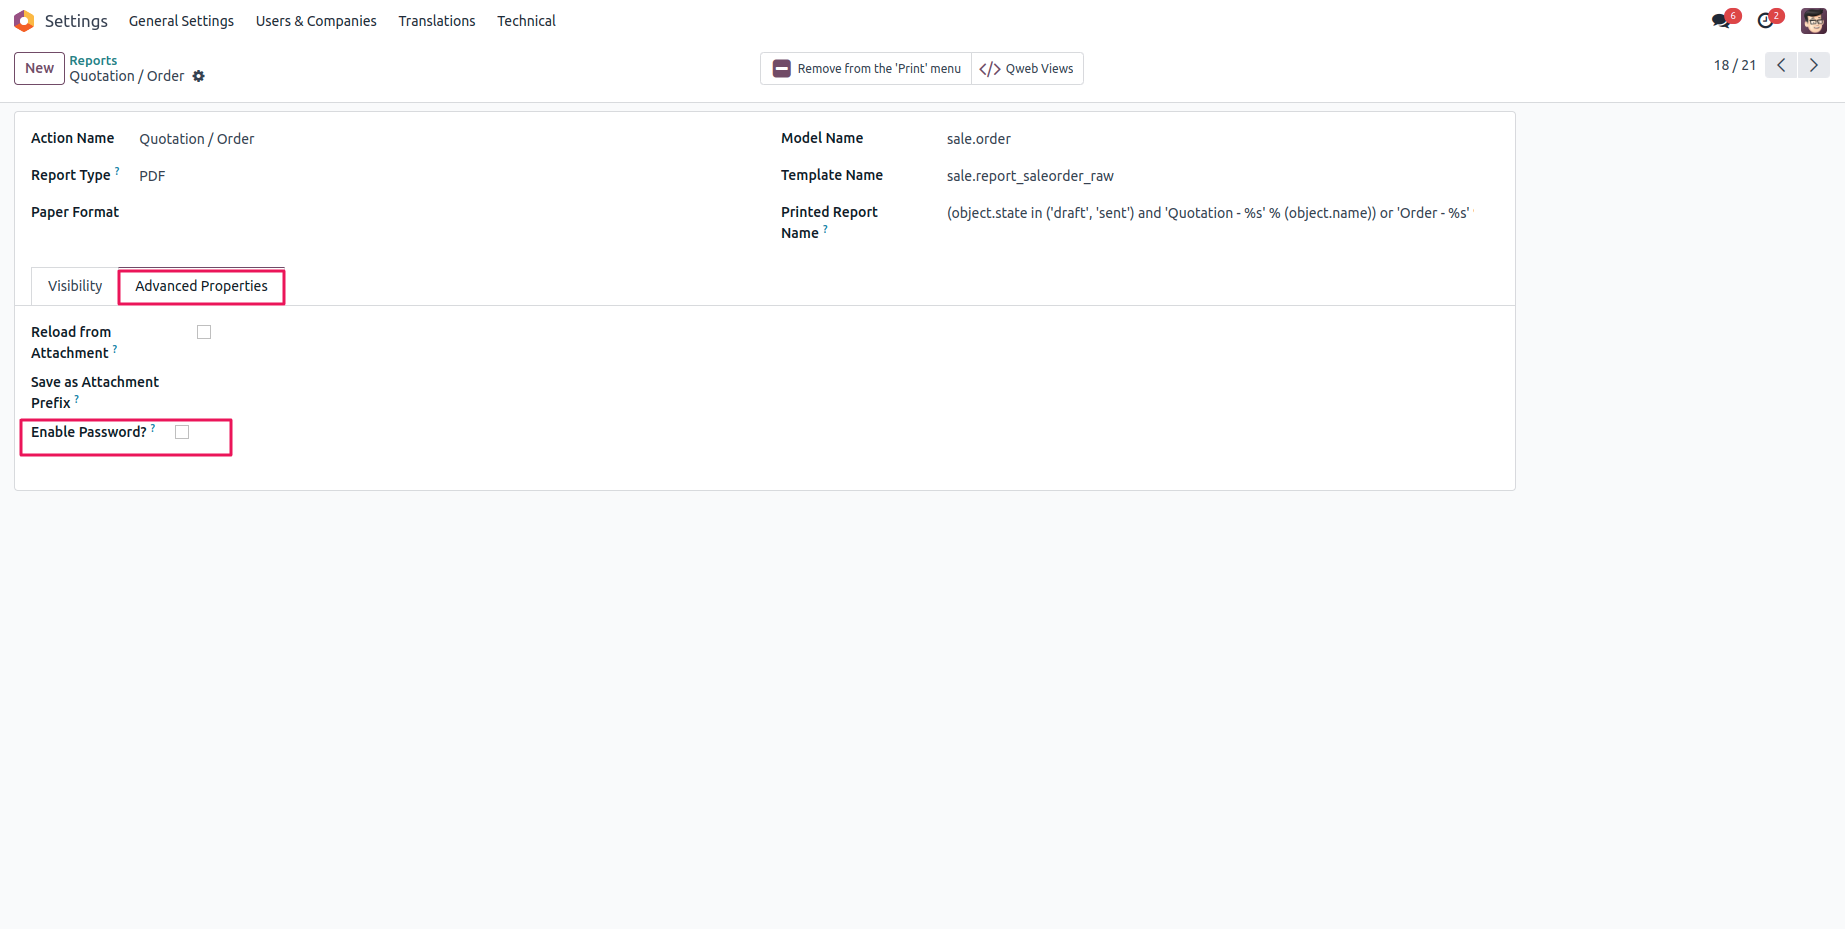 Settings General Settings Users & Companies Translations Technical 6 2
New Reports
Quotation / Order
Remove from the 'Print' menu </> Qweb Views
18 / 21
Action Name Quotation / Order
Model Name sale.order
Report Type ? PDF
Template Name sale.report_saleorder_raw
Paper Format
Printed Report Name ? (object.state in ('draft', 'sent') and 'Quotation - %s' % (object.name)) or 'Order - %s'
Visibility Advanced Properties
Reload from
Attachment ?
Save as Attachment
Prefix ?
Enable Password? ?